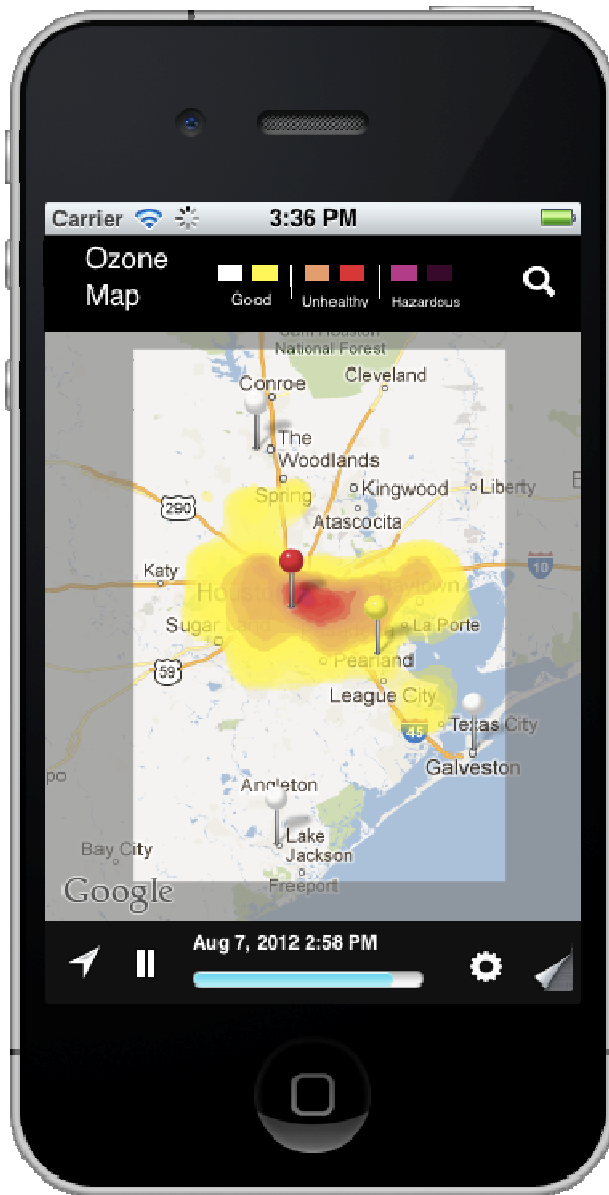 Carrier
3:36 PM
Ozone
Map
Good
Unhealthy
Hazardous
Sam Houston
National Forest
Conroe
Cleveland
The
Woodlands
Spring
Kingwood
Liberty
290
Atascocita
Katy
10
Houston
Baytown
Sugar Land
La Porte
59
Pearland
League City
45
Texas City
Galveston
po
Angleton
Lake
Jackson
Bay City
Freeport
Google
Aug 7, 2012 2:58 PM